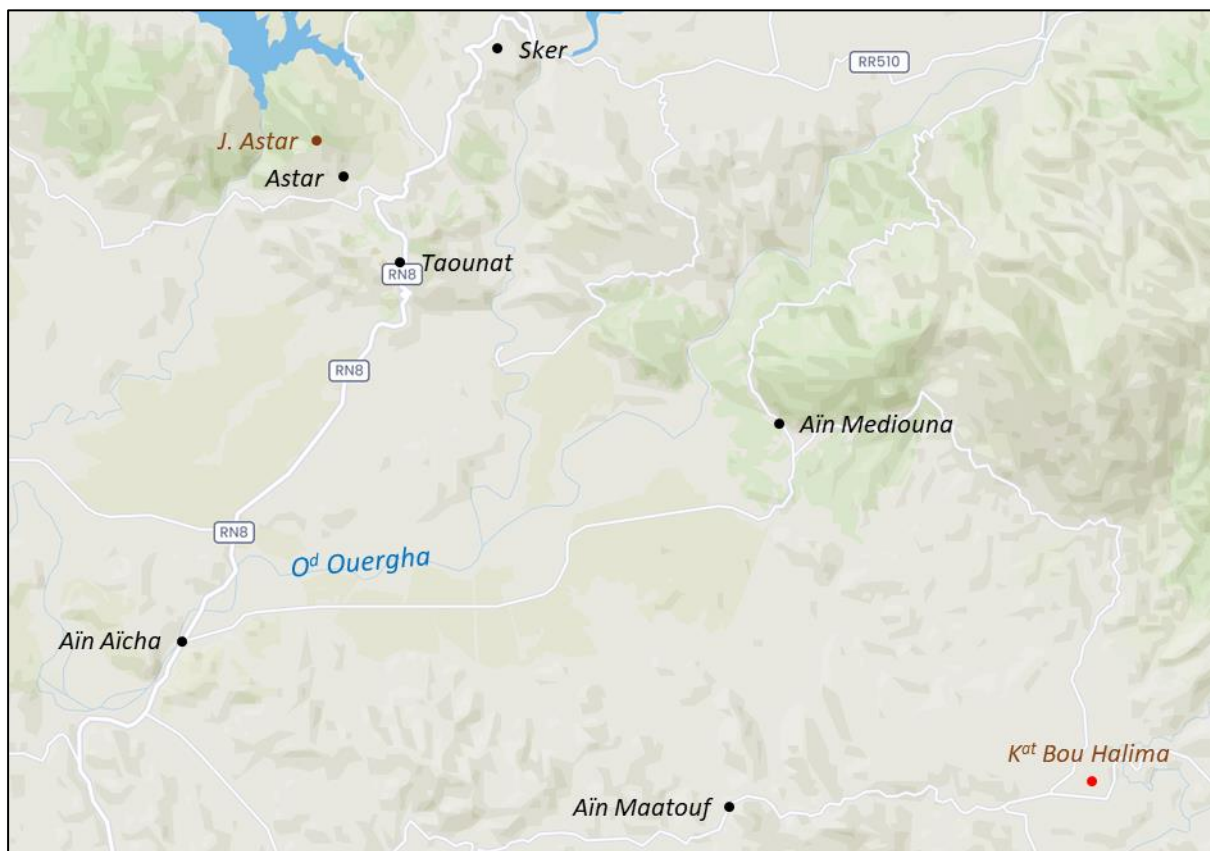 Sker
RR510
J. Astar
Astar
Taounat
RN8
RN8
Aïn Mediouna
RN8
Oᵈ Ouergha
Aïn Aïcha
Kᵃᵗ Bou Halima
Aïn Maatouf